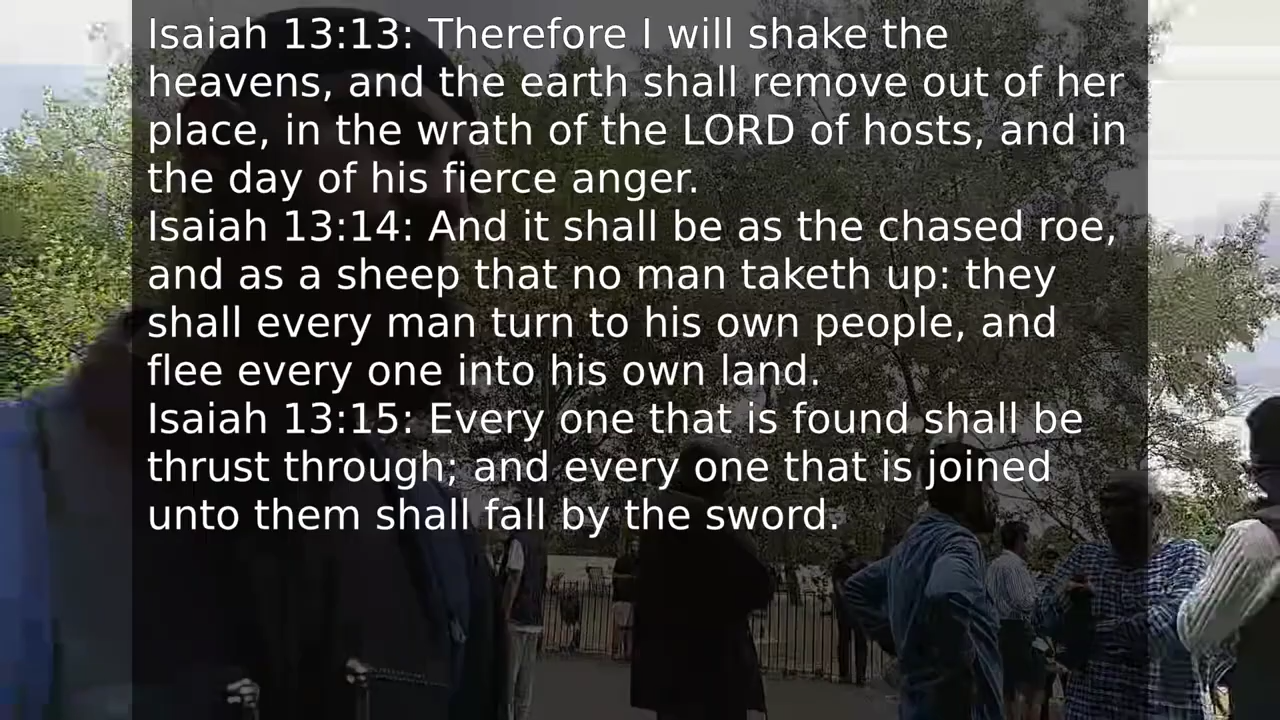 Isaiah 13:13: Therefore I will shake the
heavens, and the earth shall remove out of her
place, in the wrath of the LORD of hosts, and in
the day of his fierce anger.
Isaiah 13:14: And it shall be as the chased roe,
and as a sheep that no man taketh up: they
shall every man turn to his own people, and
flee every one into his own land.
Isaiah 13:15: Every one that is found shall be
thrust through; and every one that is joined
unto them shall fall by the sword.